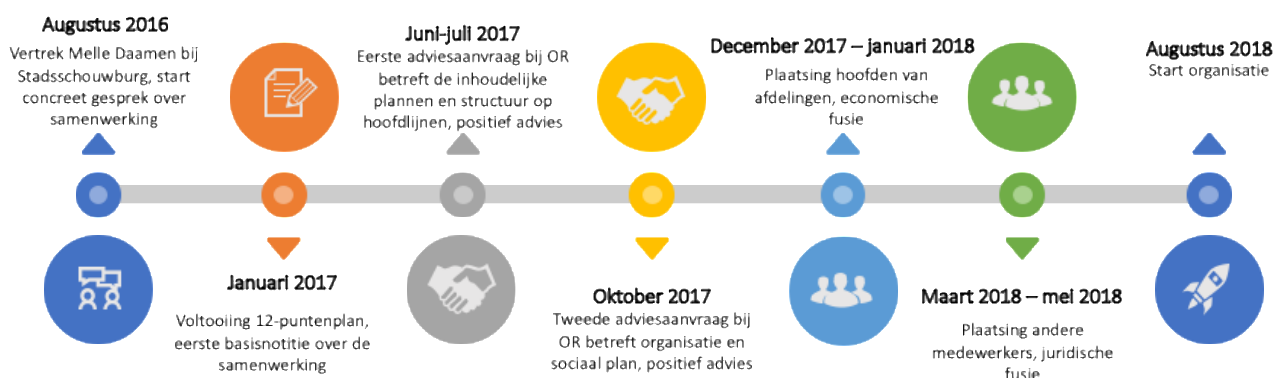 Augustus 2016
Vertrek Melle Daamen bij
Stadsschouwburg, start
concreet gesprek over
samenwerking
Januari 2017
Voltooiing 12-puntenplan,
eerste basisnotitie over de
samenwerking
Juni-juli 2017
Eerste adviesaanvraag bij OR
betreft de inhoudelijke
plannen en structuur op
hoofdlijnen, positief advies
Oktober 2017
Tweede adviesaanvraag bij
OR betreft organisatie en
sociaal plan, positief advies
December 2017 – januari 2018
Plaatsing hoofden van
afdelingen, economische
fusie
Maart 2018 – mei 2018
Plaatsing andere
medewerkers, juridische
fusie
Augustus 2018
Start organisatie